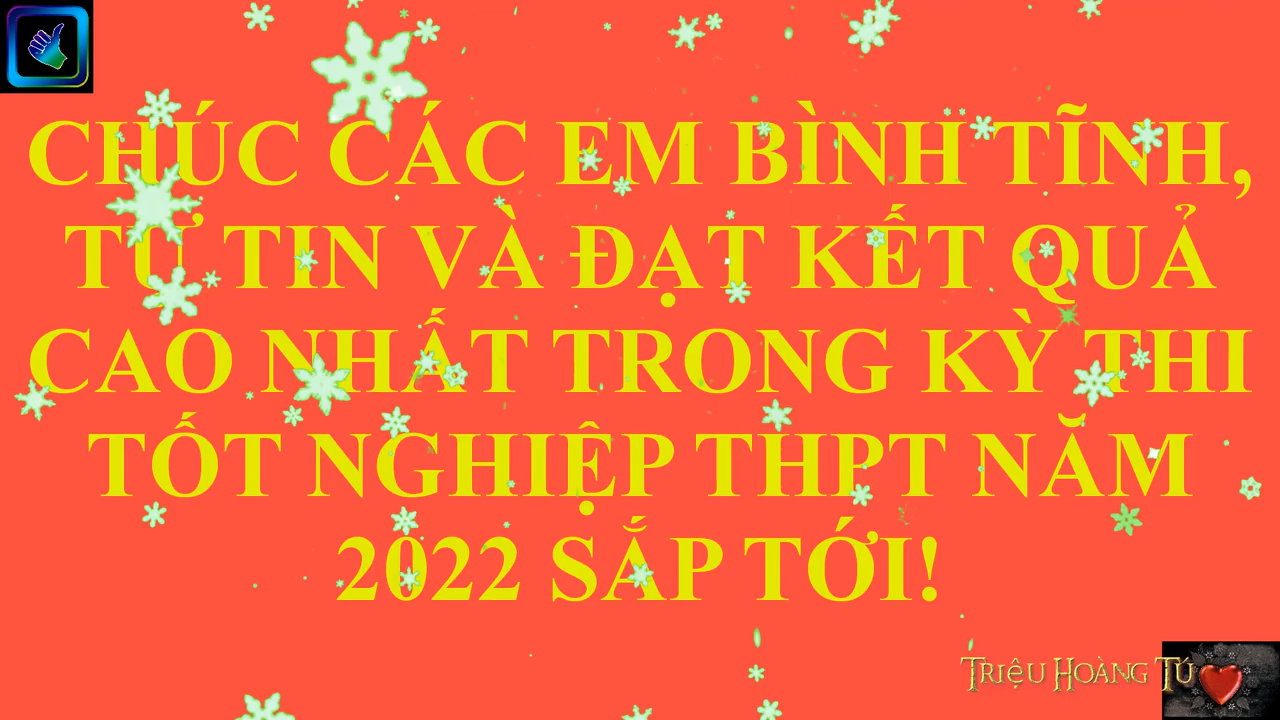 CHÚC CÁC EM BÌNH TĨNH,
TỰ TIN VÀ ĐẠT KẾT QUẢ
CAO NHẤT TRONG KỲ THI
TỐT NGHIỆP THPT NĂM
2022 SẮP TỚI!
TRIỆU HOÀNG TÚ